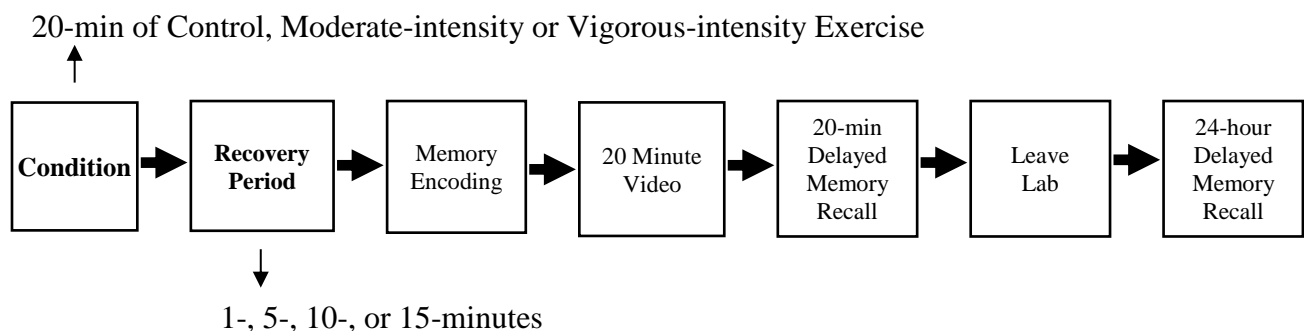 20-min of Control, Moderate-intensity or Vigorous-intensity Exercise
Condition
Recovery
Period
Memory
Encoding
20 Minute
Video
20-min
Delayed
Memory
Recall
Leave
Lab
24-hour
Delayed
Memory
Recall
1-, 5-, 10-, or 15-minutes